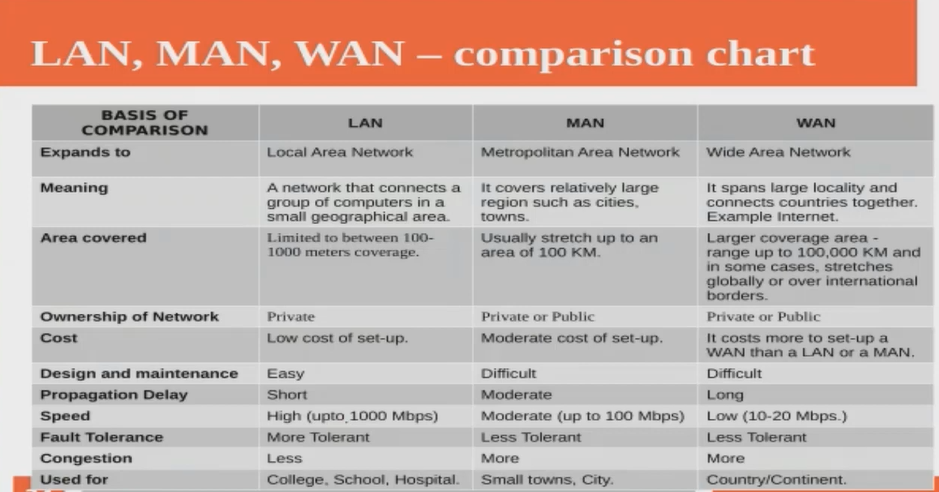 LAN, MAN, WAN – comparison chart
BASIS OF
COMPARISON
LAN
MAN
WAN
Expands to
Local Area Network
Metropolitan Area Network
Wide Area Network
Meaning
A network that connects a
group of computers in a
small geographical area.
It covers relatively large
region such as cities,
towns.
It spans large locality and
connects countries together.
Example Internet.
Area covered
Limited to between 100-
1000 meters coverage.
Usually stretch up to an
area of 100 KM.
Larger coverage area -
range up to 100,000 KM and
in some cases, stretches
globally or over international
borders.
Ownership of Network
Private
Private or Public
Private or Public
Cost
Low cost of set-up.
Moderate cost of set-up.
It costs more to set-up a
WAN than a LAN or a MAN.
Design and maintenance
Easy
Difficult
Difficult
Propagation Delay
Short
Moderate
Long
Speed
High (upto 1000 Mbps)
Moderate (up to 100 Mbps)
Low (10-20 Mbps.)
Fault Tolerance
More Tolerant
Less Tolerant
Less Tolerant
Congestion
Less
More
More
Used for
College, School, Hospital.
Small towns, City.
Country/Continent.